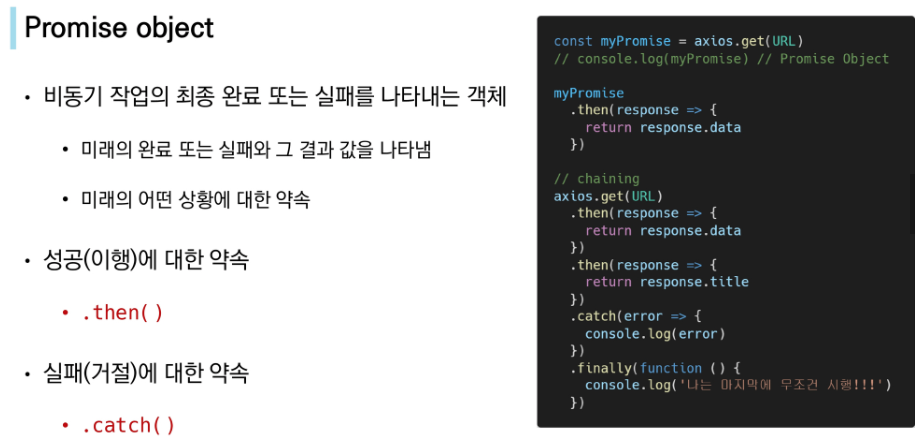 Promise object
• 비동기 작업의 최종 완료 또는 실패를 나타내는 객체
• 미래의 완료 또는 실패와 그 결과 값을 나타냄
• 미래의 어떤 상황에 대한 약속
• 성공(이행)에 대한 약속
• .then()
• 실패(거절)에 대한 약속
• .catch()
const myPromise = axios.get(URL)
// console.log(myPromise) // Promise Object
myPromise
  .then(response => {
    return response.data
  })
// chaining
axios.get(URL)
  .then(response => {
    return response.data
  })
  .then(response => {
    return response.title
  })
  .catch(error => {
    console.log(error)
  })
  .finally(function () {
    console.log('나는 마지막에 무조건 시행!!!')
  })